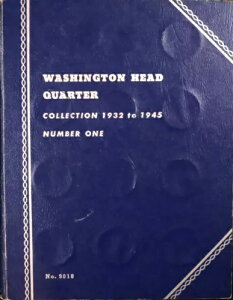 WASHINGTON HEAD
QUARTER
COLLECTION 1932 to 1945
NUMBER ONE
No. 9018